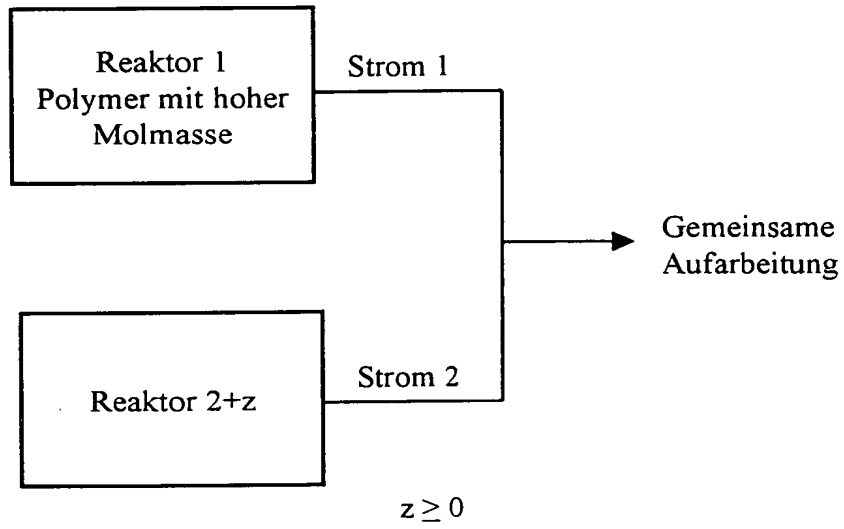 Reaktor 1
Polymer mit hoher
Molmasse
Strom 1
Gemeinsame
Aufarbeitung
Reaktor 2+z
Strom 2
z ≥ 0